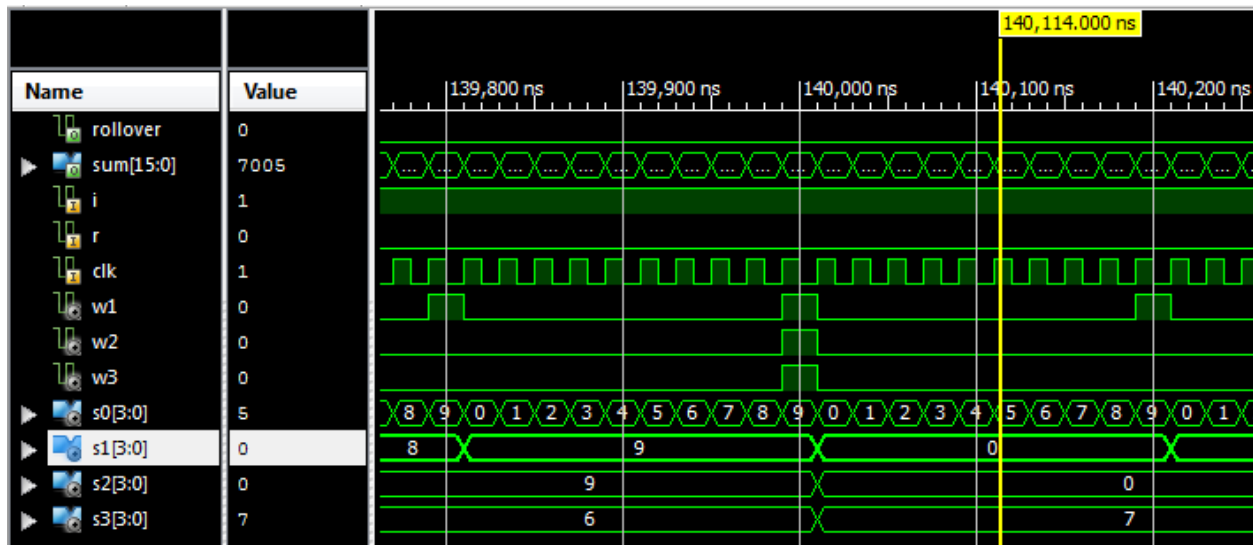 140,114.000 ns
Name Value 139,800 ns 139,900 ns 140,000 ns 140,100 ns 140,200 ns
rollover 0
sum[15:0] 7005 ... ... ... ... ... ... ... ... ... ... ... ... ... ... ... ... ... ... ... ... ... ... ... ...
i 1
r 0
clk 1
w1 0
w2 0
w3 0
s0[3:0] 5 8 9 0 1 2 3 4 5 6 7 8 9 0 1 2 3 4 5 6 7 8 9 0 1
s1[3:0] 0 8 9 0
s2[3:0] 0 9 0
s3[3:0] 7 6 7